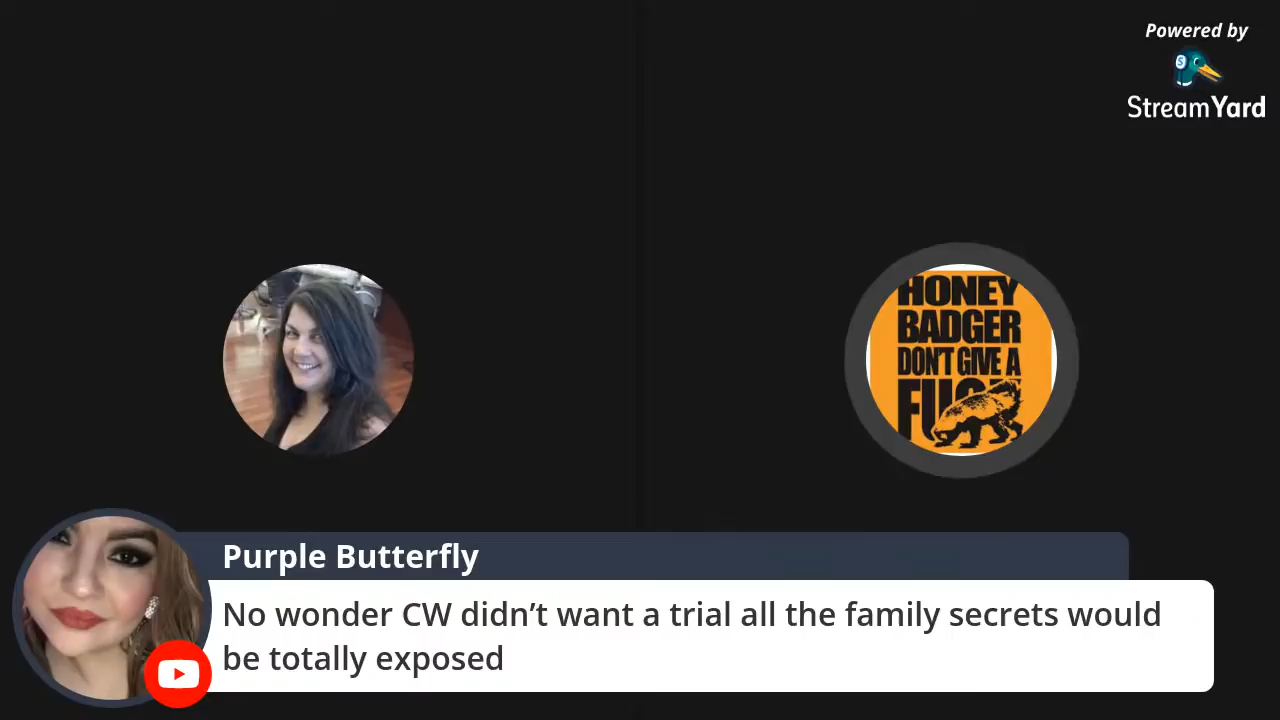 Powered by
S
StreamYard
HONEY
BADGER
DON'T GIVE A
Purple Butterfly
No wonder CW didn’t want a trial all the family secrets would
be totally exposed